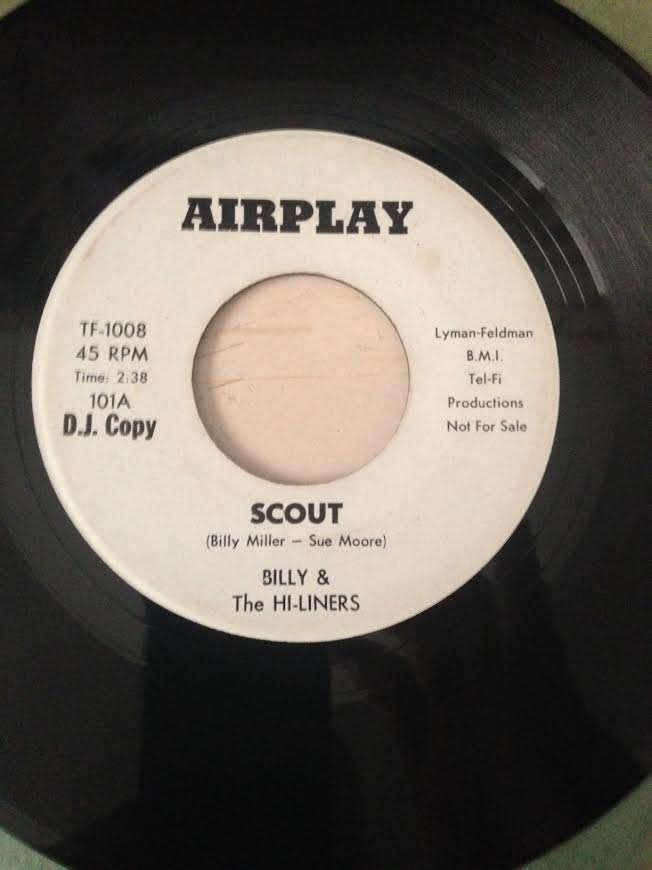 AIRPLAY
TF-1008
45 RPM
Time: 2:38
101A
D.J. Copy
Lyman-Feldman
B.M.I.
Tel-Fi
Productions
Not For Sale
SCOUT
(Billy Miller – Sue Moore)
BILLY &
The HI-LINERS